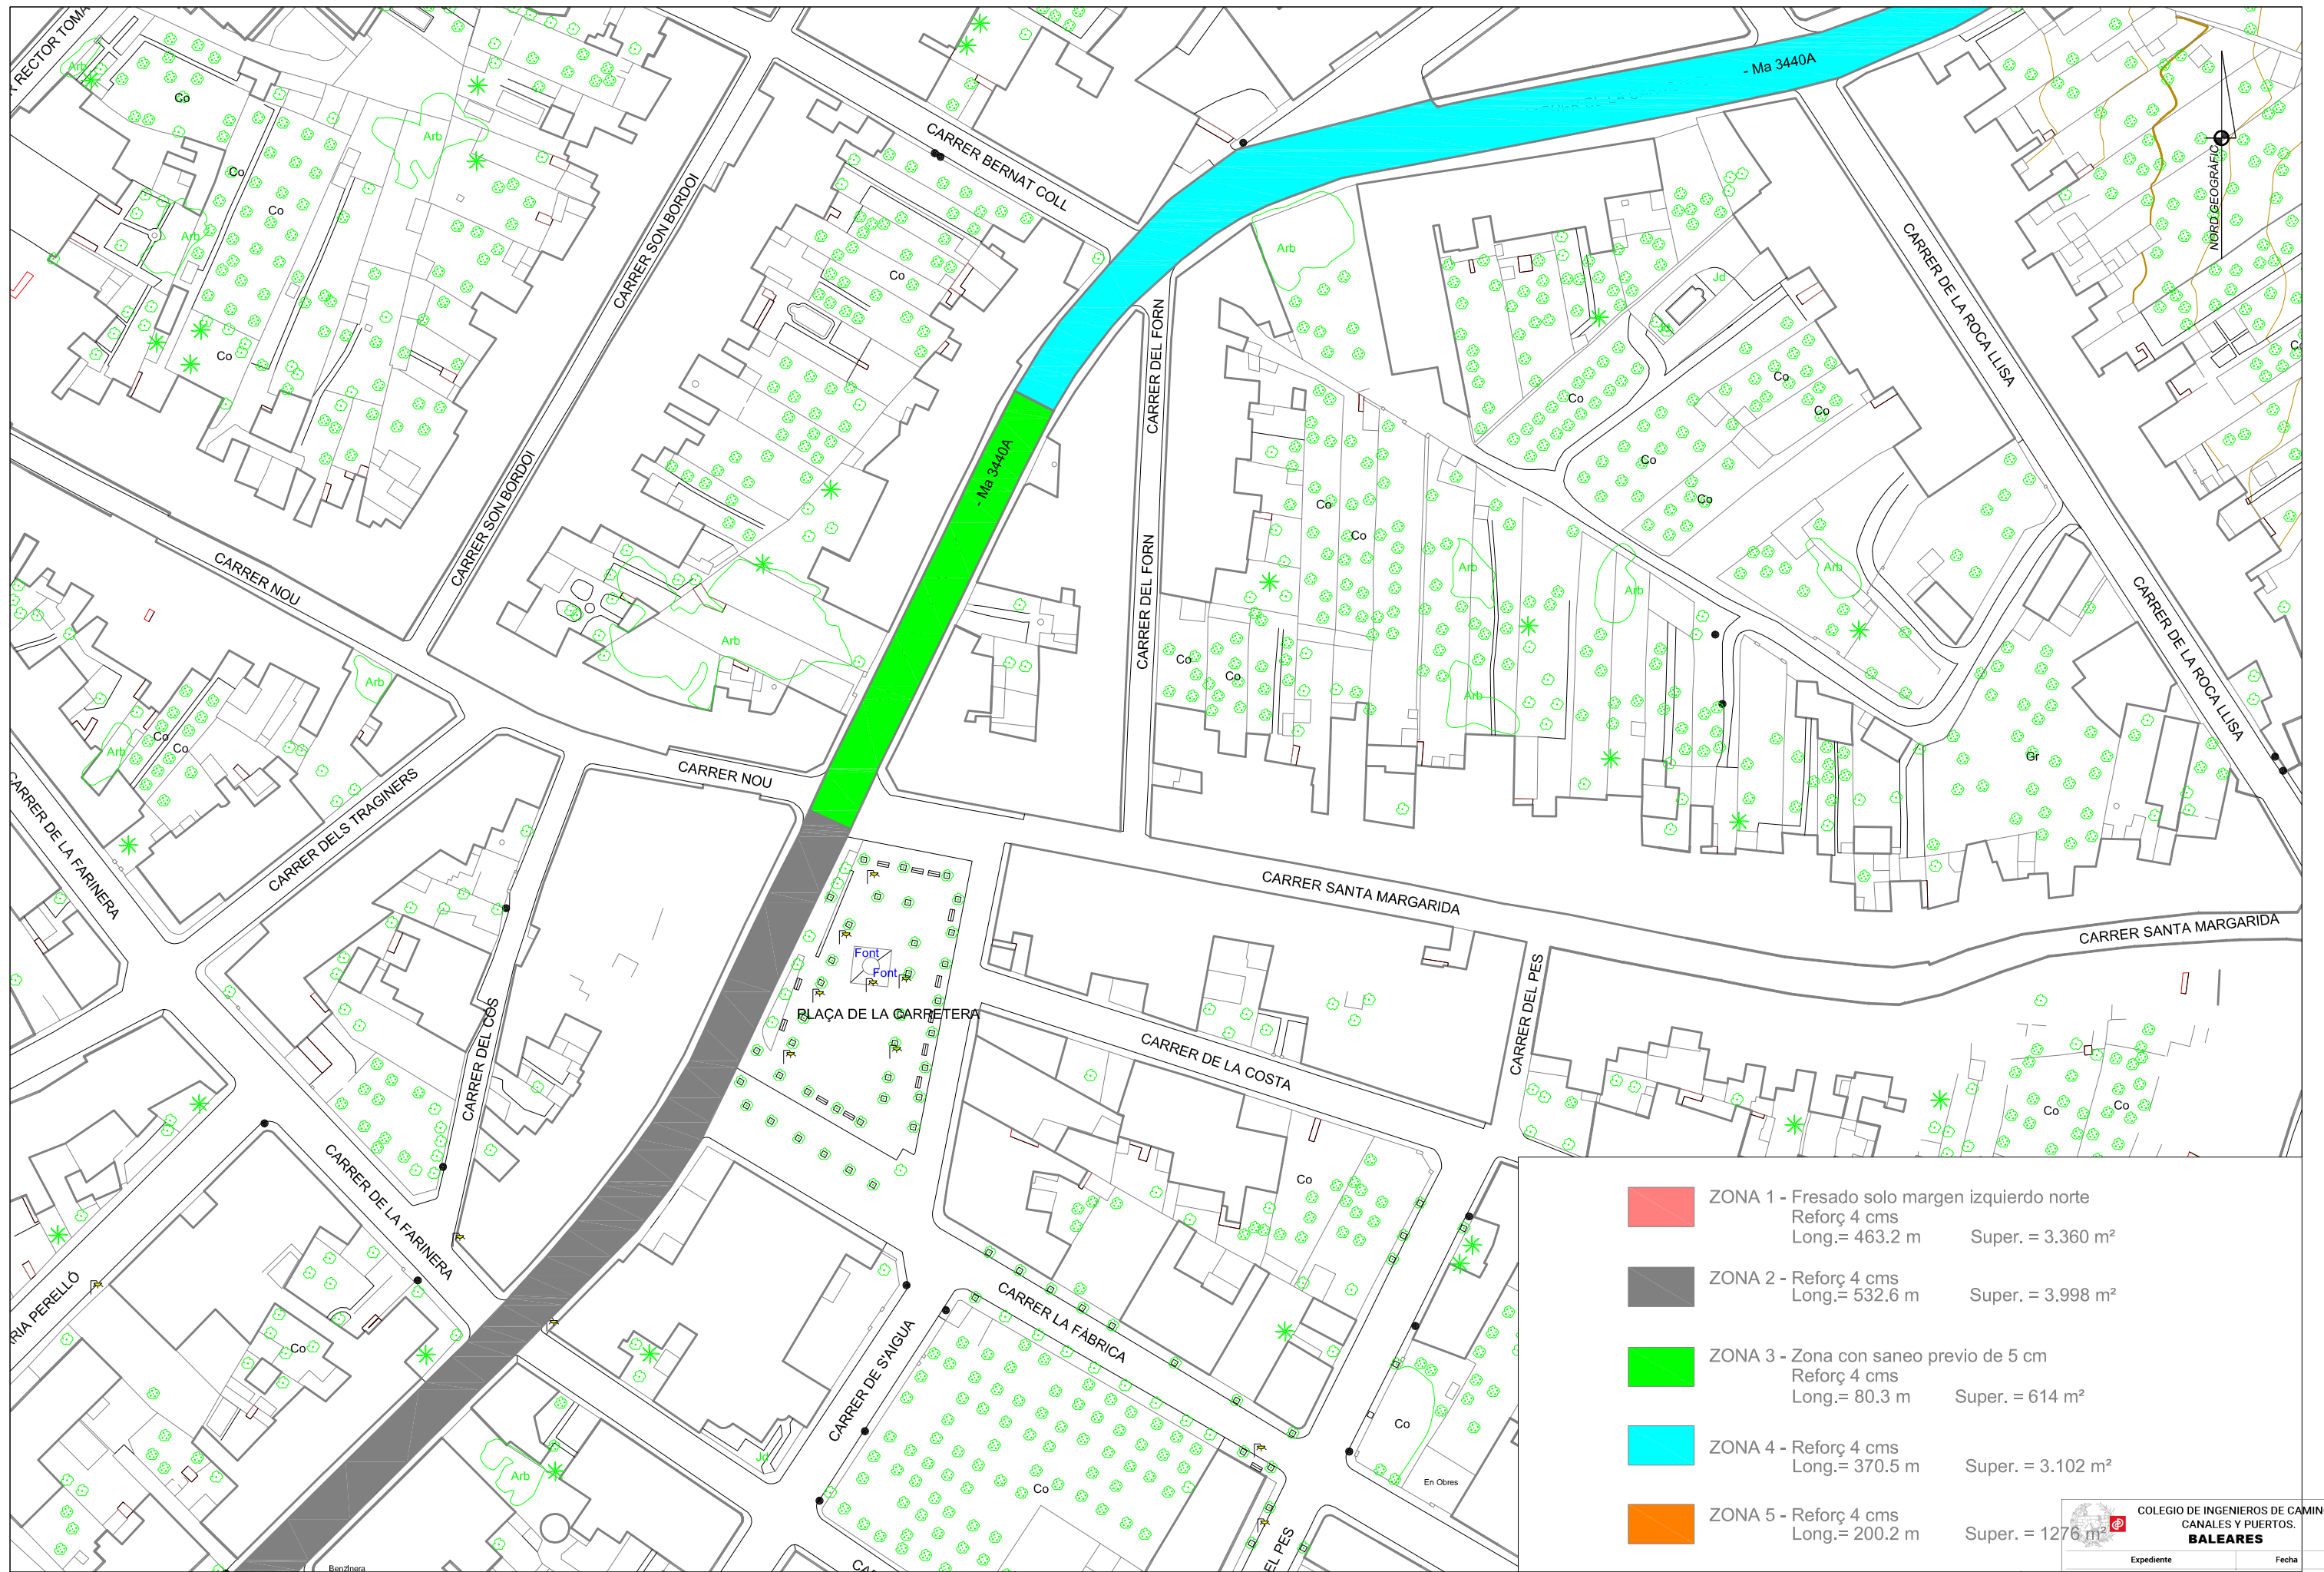 RECTOR TOMA
Arb
Co
Arb
Co
Co
Arb
Co
CARRER SON BORDOI
CARRER SON BORDOI
CARRER BERNAT COLL
Co
- Ma 3440A
- Ma 3440A
Arb
CARRER DEL FORN
CARRER DEL FORN
Jd
Jd
CARRER DE LA ROCA LLISA
CARRER DE LA ROCA LLISA
NORD GEOGRÀFIC
Co
Co
Co
Co
Co
Co
Co
Arb
Arb
Arb
Arb
Co
Co
Gr
CARRER NOU
CARRER NOU
Arb
Arb
Arb
Co
Co
CARRER DE LA FARINERA
CARRER DELS TRAGINERS
CARRER DEL COS
CARRER DE LA FARINERA
RIA PERELLÓ
Co
Font
Font
PLAÇA DE LA CARRETERA
CARRER SANTA MARGARIDA
CARRER SANTA MARGARIDA
CARRER DE LA COSTA
CARRER DEL PES
Co
Co
Co
CARRER LA FÀBRICA
CARRER DE S'AIGUA
Jd
Arb
Co
Co
En Obres
EL PES
Benzinera
ZONA 1 - Fresado solo margen izquierdo norte
Reforç 4 cms
Long.= 463.2 m Super. = 3.360 m²
ZONA 2 - Reforç 4 cms
Long.= 532.6 m Super. = 3.998 m²
ZONA 3 - Zona con saneo previo de 5 cm
Reforç 4 cms
Long.= 80.3 m Super. = 614 m²
ZONA 4 - Reforç 4 cms
Long.= 370.5 m Super. = 3.102 m²
ZONA 5 - Reforç 4 cms
Long.= 200.2 m Super. = 1276 m²
COLEGIO DE INGENIEROS DE CAMIN
CANALES Y PUERTOS.
BALEARES
Expediente Fecha